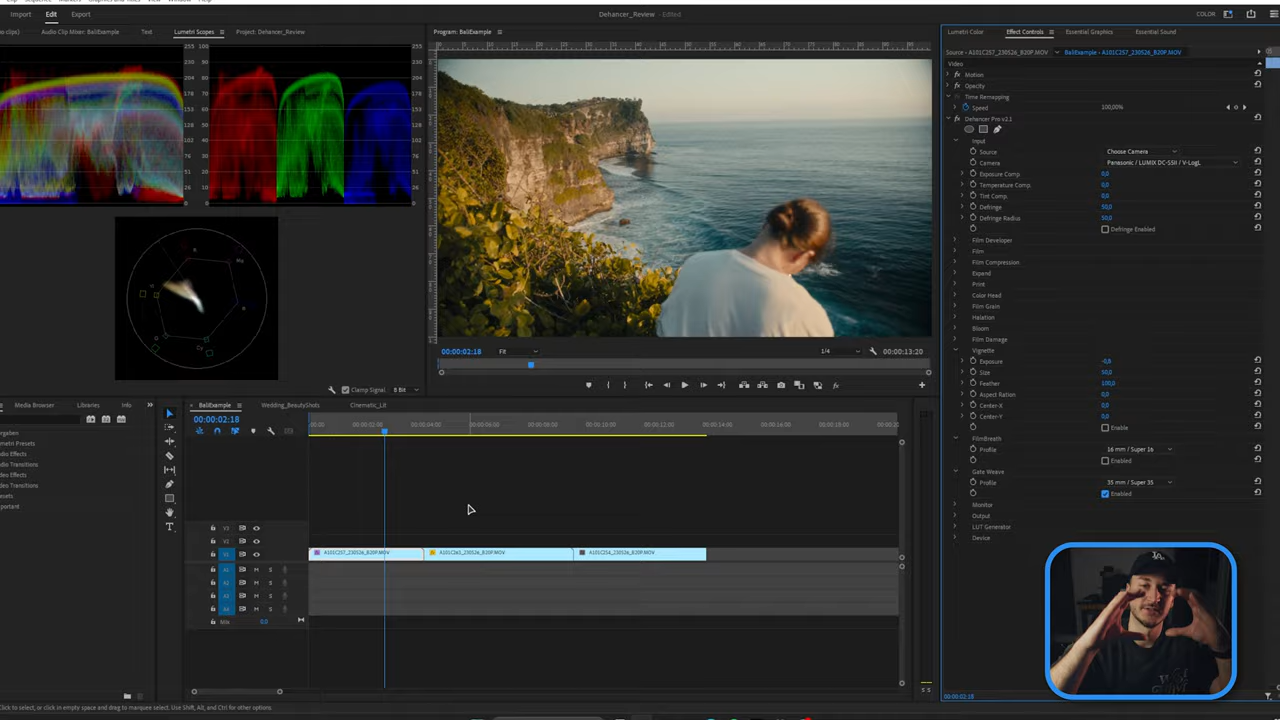 Import Edit Export
Dehancer_Review - Edited
COLOR
Audio Clip Mixer: BaliExample
Text
Lumetri Scopes
Project: Dehancer_Review
Program: BaliExample
Lumetri Color
Effect Controls
Essential Graphics
Essential Sound
Source - A101C257_230526_B20P.MOV
BaliExample - A101C257_230526_B20P.MOV
Video
fx Motion
fx Opacity
Time Remapping
Speed 100,00%
fx Dehancer Pro v2.1
Input
Source Choose Camera
Camera Panasonic / LUMIX DC-S5II / V-LogL
Exposure Comp. 0,0
Temperature Comp. 0,0
Tint Comp. 0,0
Defringe 50,0
Defringe Radius 50,0
Defringe Enabled
Film Developer
Film
Film Compression
Expand
Print
Color Head
Film Grain
Halation
Bloom
Film Damage
Vignette
Exposure -0,8
Size 50,0
Feather 100,0
Aspect Ration 0,0
Center-X 0,0
Center-Y 0,0
Enable
FilmBreath
Profile 16 mm / Super 16
Enabled
Gate Weave
Profile 35 mm / Super 35
Enabled
Monitor
Output
LUT Generator
Device
00:00:02:18
Fit
1/4
00:00:13:20
Clamp Signal
8 Bit
Media Browser
Libraries
Info
BaliExample
Wedding_BeautyShots
Cinematic_Lit
00:00:02:18
:00:00
00:00:02:00
00:00:04:00
00:00:06:00
00:00:08:00
00:00:10:00
00:00:12:00
00:00:14:00
00:00:16:00
00:00:18:00
V3
V2
V1
A101C257_230526_B20P.MOV
A101C261_230526_B20P.MOV
A101C254_230526_B20P.MOV
A1 M S
A2 M S
A3 M S
A4 M S
Mix 0,0
S S
00:00:02:18
Click to select, or click in empty space and drag to marquee select. Use Shift, Alt, and Ctrl for other options.